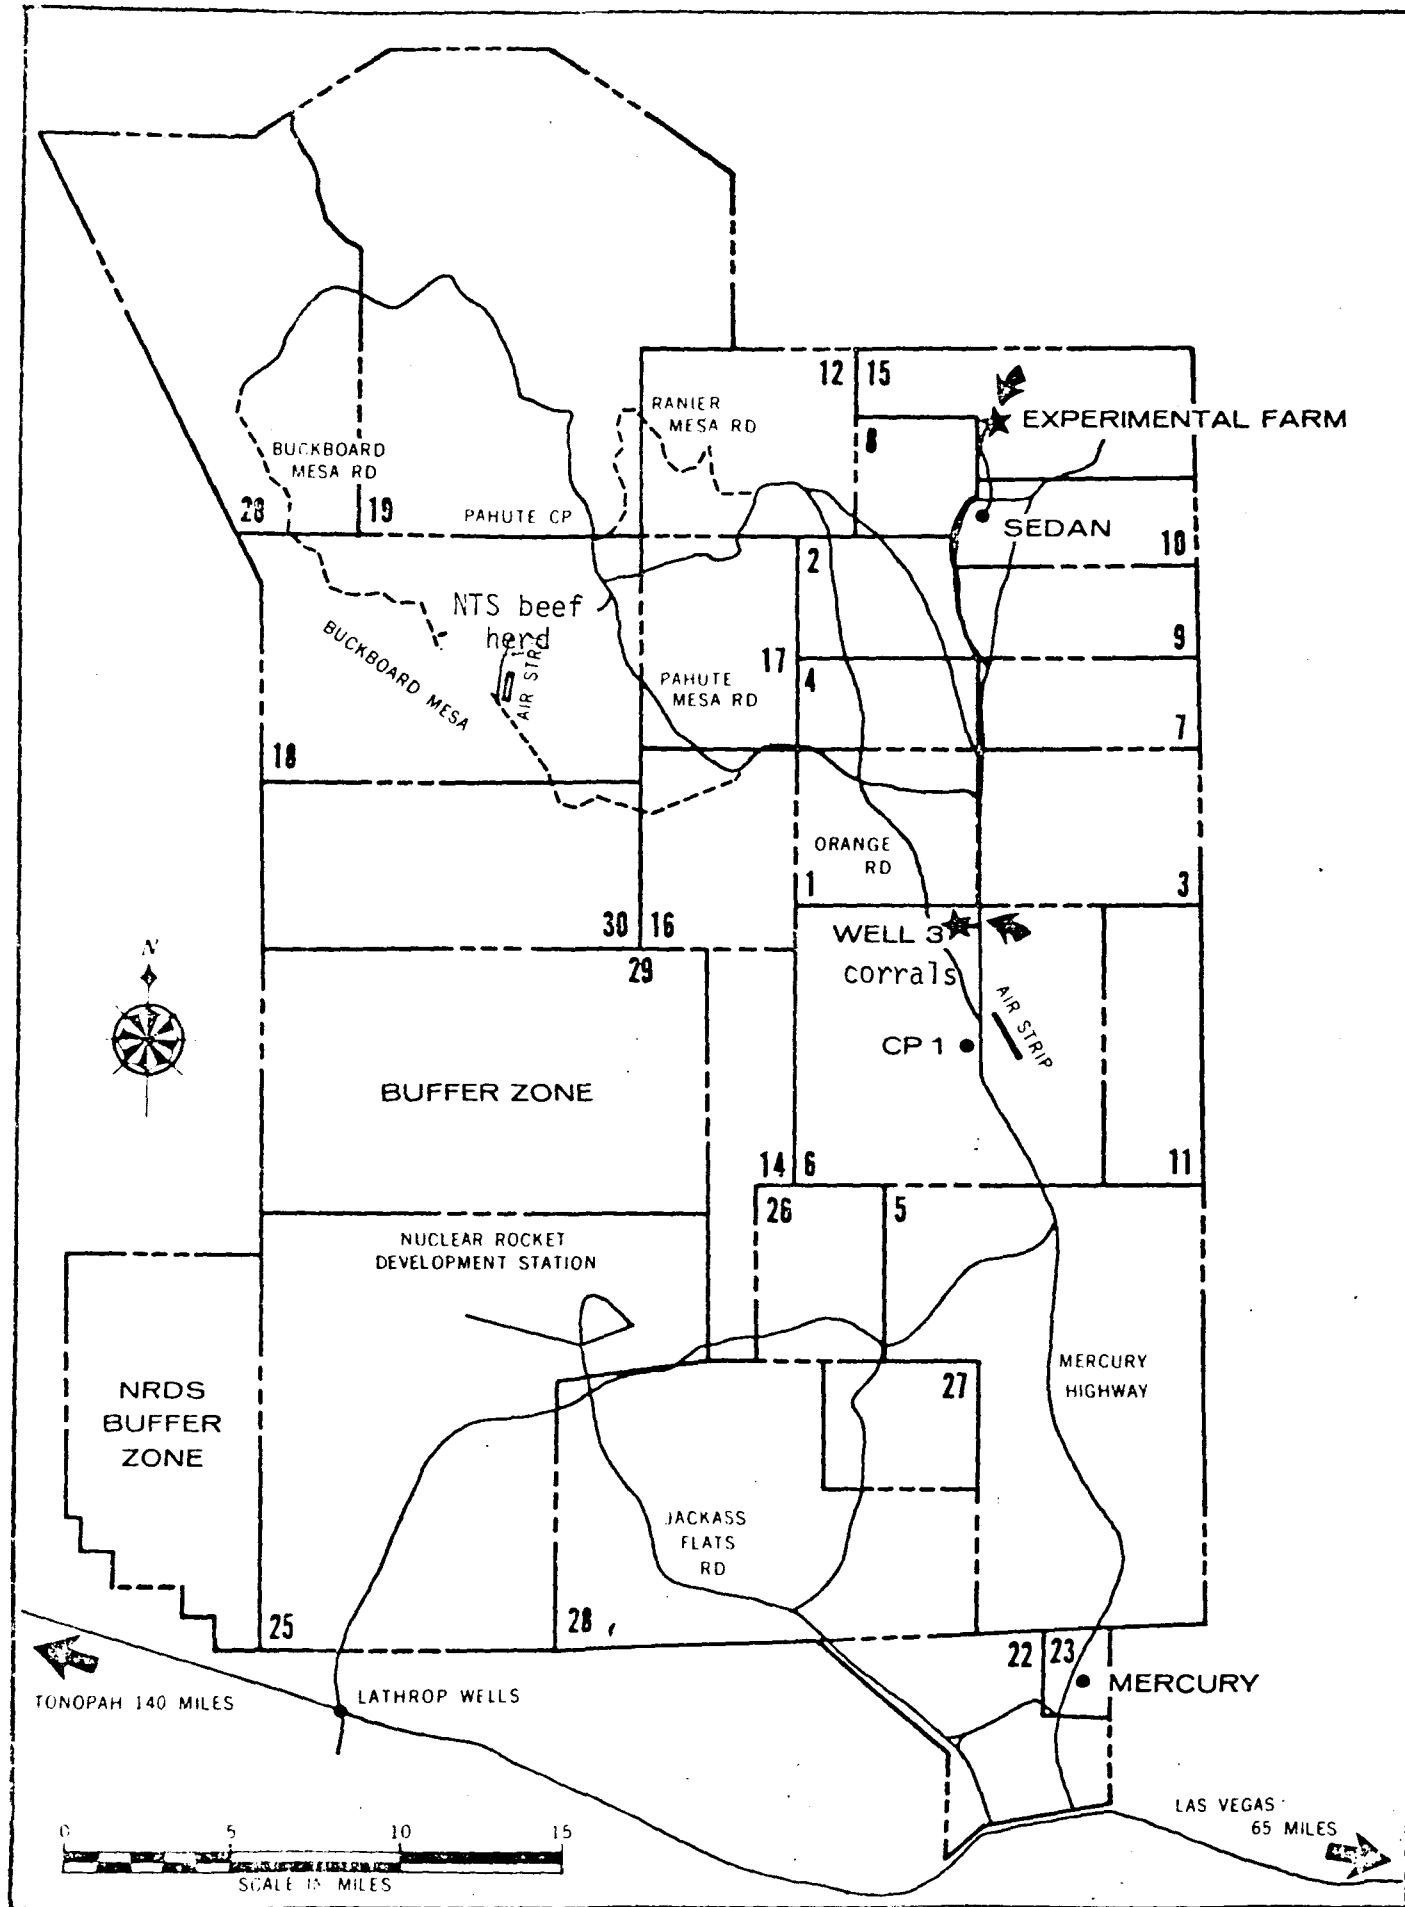 12
15
RANIER
MESA RD
EXPERIMENTAL FARM
8
BUCKBOARD
MESA RD
20
19
PAHUTE CP
SEDAN
10
2
NTS beef
herd
BUCKBOARD MESA
AIR STRIP
17
9
PAHUTE
MESA RD
4
7
18
ORANGE
RD
1
3
30
16
WELL 3
corrals
N
29
AIR STRIP
CP 1
BUFFER ZONE
14
6
11
26
5
NUCLEAR ROCKET
DEVELOPMENT STATION
MERCURY
HIGHWAY
NRDS
BUFFER
ZONE
27
JACKASS
FLATS
RD
25
28
22
23
MERCURY
TONOPAH 140 MILES
LATHROP WELLS
LAS VEGAS
65 MILES
0 5 10 15
SCALE IN MILES